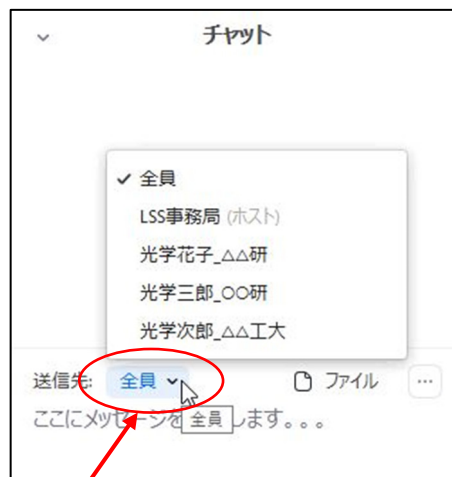 チャット
全員
LSS事務局 (ホスト)
光学花子_△△研
光学三郎_○○研
光学次郎_△△工大
送信先: 全員 ファイル ...
ここにメッセージを 全員 します。。。